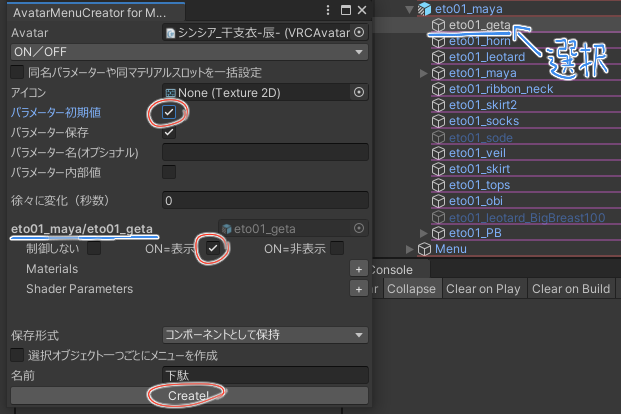 AvatarMenuCreator for M...
Avatar
シンシア_干支衣-辰- (VRCAvatar
ON／OFF
同名パラメーターや同マテリアルスロットを一括設定
アイコン
None (Texture 2D)
パラメーター初期値
パラメーター保存
パラメーター名(オプショナル)
パラメーター内部値
徐々に変化（秒数）
0
eto01_maya/eto01_geta
eto01_geta
制御しない
ON=表示
ON=非表示
Materials
+
Shader Parameters
+
保存形式
コンポーネントとして保持
選択オブジェクト一つごとにメニューを作成
名前
下駄
Create!
eto01_maya
eto01_geta
選択
eto01_horn
eto01_leotard
eto01_maya
eto01_ribbon_neck
eto01_skirt2
eto01_socks
eto01_sode
eto01_veil
eto01_skirt
eto01_tops
eto01_obi
eto01_leotard_BigBreast100
eto01_PB
Menu
Console
Collapse
Clear on Play
Clear on Build